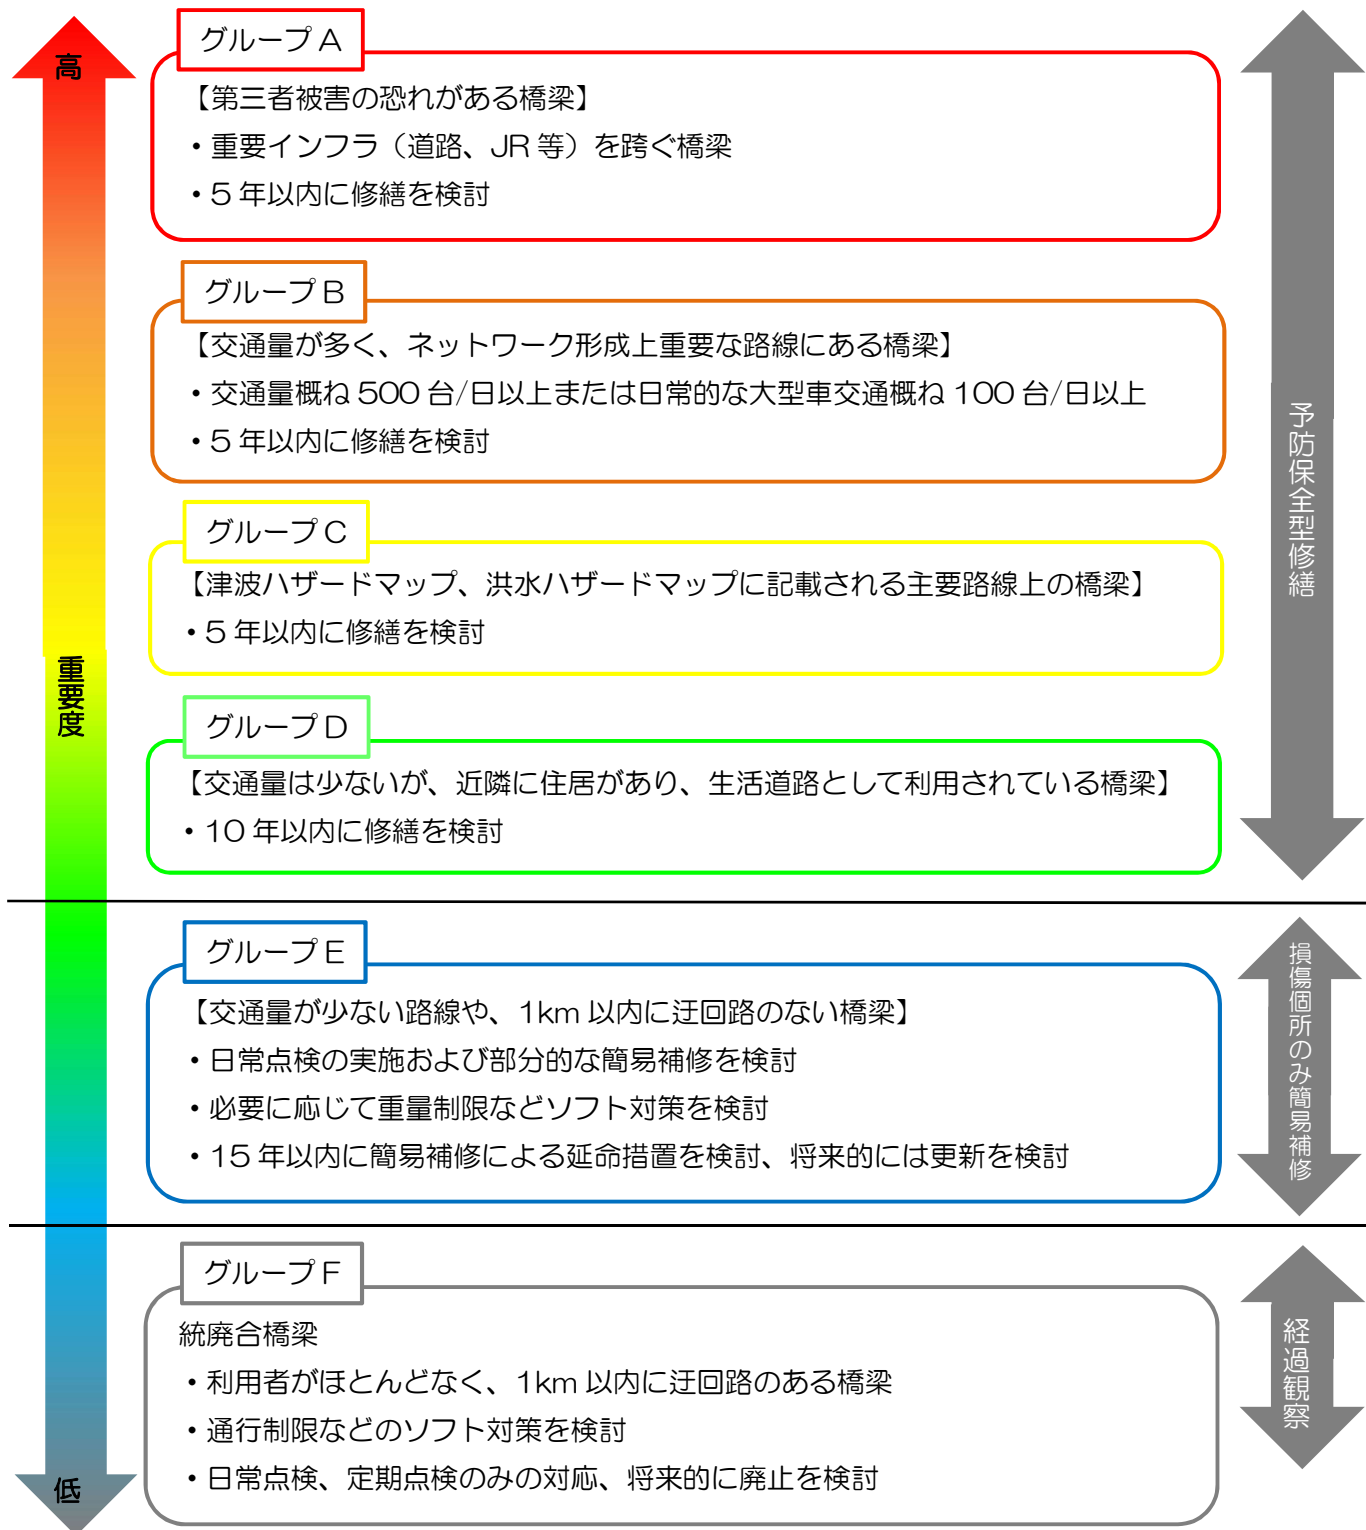 高
重要度
低
グループA
【第三者被害の恐れがある橋梁】
・重要インフラ（道路、JR 等）を跨ぐ橋梁
・5 年以内に修繕を検討
グループB
【交通量が多く、ネットワーク形成上重要な路線にある橋梁】
・交通量概ね 500 台/日以上または日常的な大型車交通概ね 100 台/日以上
・5 年以内に修繕を検討
グループC
【津波ハザードマップ、洪水ハザードマップに記載される主要路線上の橋梁】
・5 年以内に修繕を検討
グループD
【交通量は少ないが、近隣に住居があり、生活道路として利用されている橋梁】
・10 年以内に修繕を検討
予防保全型修繕
グループE
【交通量が少ない路線や、1km 以内に迂回路のない橋梁】
・日常点検の実施および部分的な簡易補修を検討
・必要に応じて重量制限などソフト対策を検討
・15 年以内に簡易補修による延命措置を検討、将来的には更新を検討
損傷個所のみ簡易補修
グループF
統廃合橋梁
・利用者がほとんどなく、1km 以内に迂回路のある橋梁
・通行制限などのソフト対策を検討
・日常点検、定期点検のみの対応、将来的に廃止を検討
経過観察